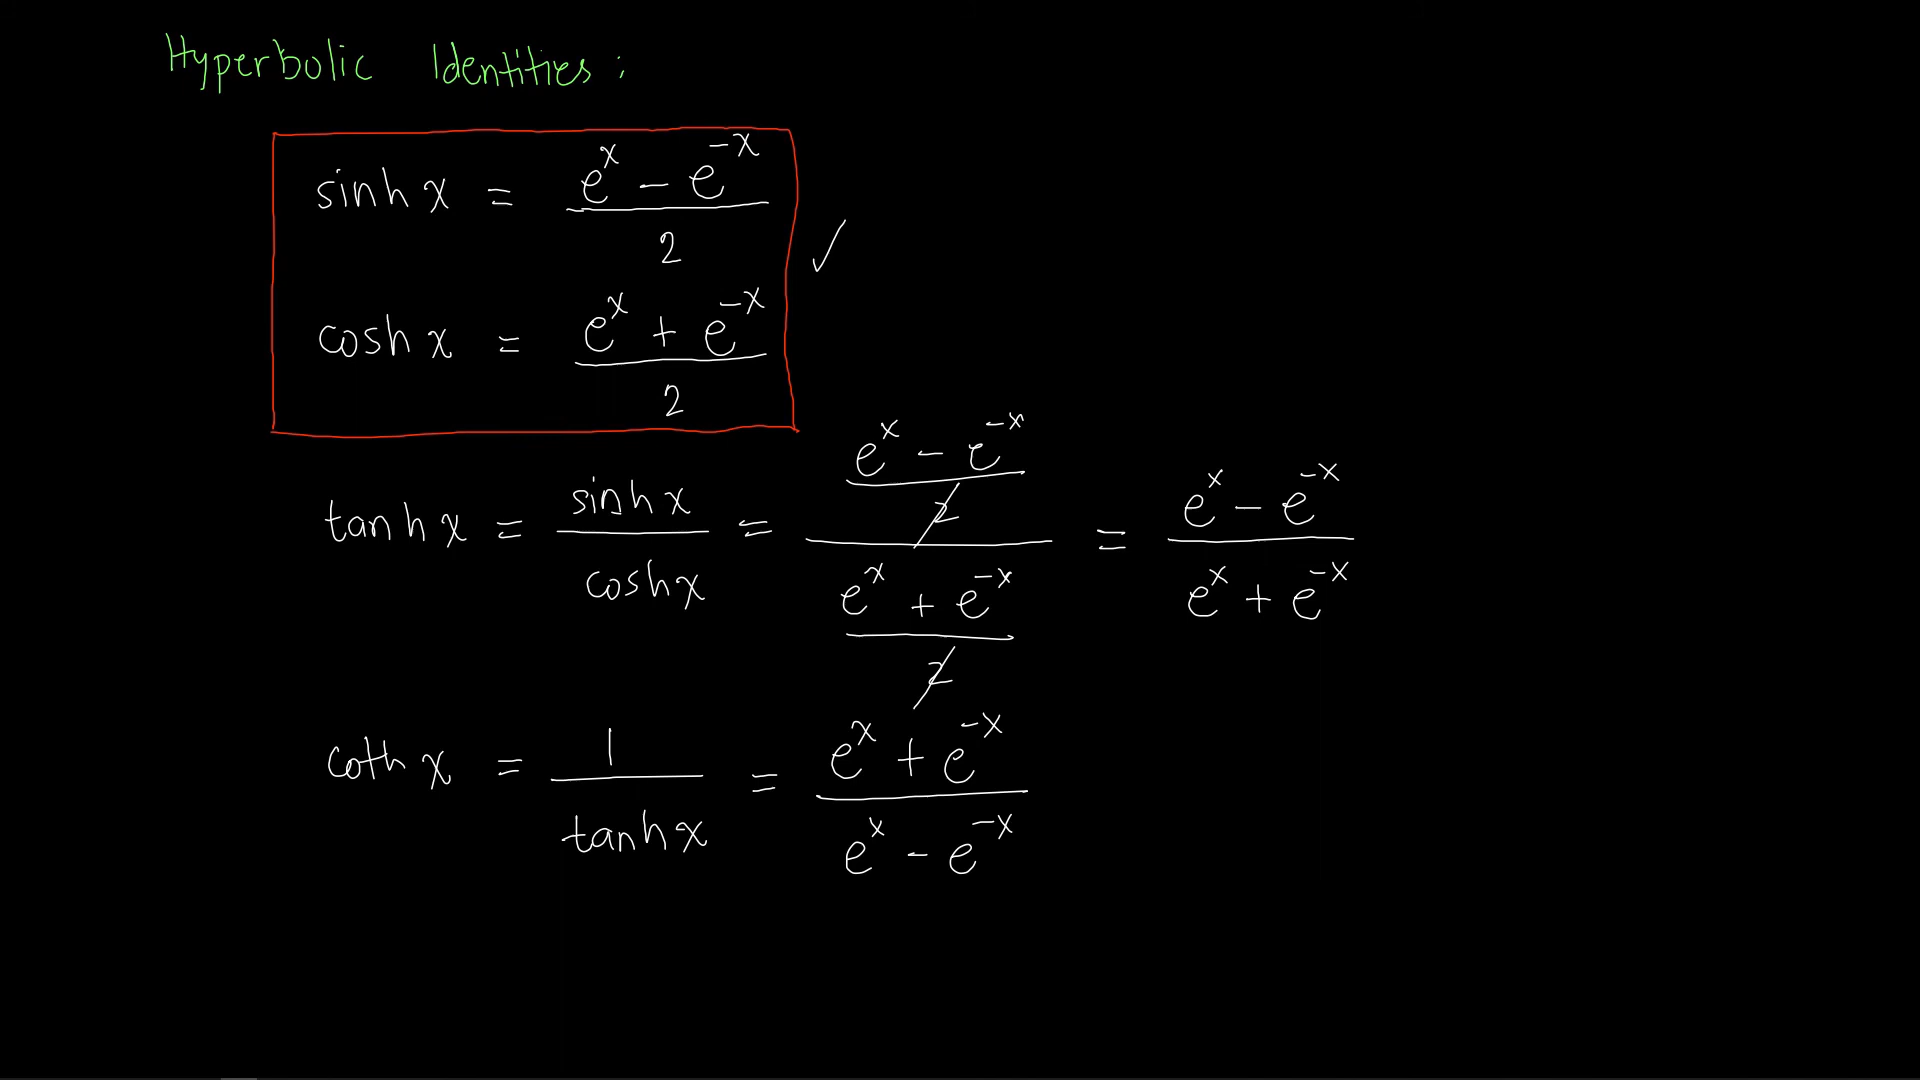 Hyperbolic Identities :
sinh x = (e^x - e^-x) / 2
cosh x = (e^x + e^-x) / 2 ✓
tanh x = sinh x / cosh x = ((e^x - e^-x) / 2) / ((e^x + e^-x) / 2) = (e^x - e^-x) / (e^x + e^-x)
coth x = 1 / tanh x = (e^x + e^-x) / (e^x - e^-x)